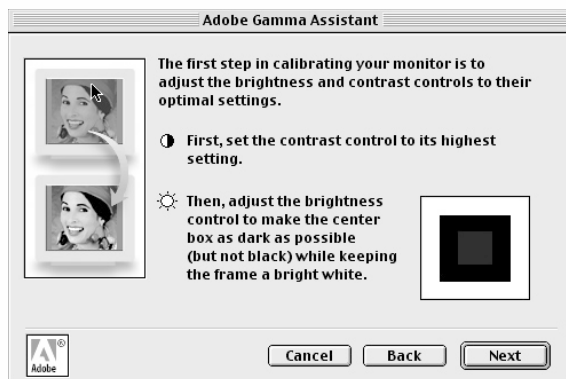 Adobe Gamma Assistant
The first step in calibrating your monitor is to
adjust the brightness and contrast controls to their
optimal settings.
First, set the contrast control to its highest
setting.
Then, adjust the brightness
control to make the center
box as dark as possible
(but not black) while keeping
the frame a bright white.
Adobe
®
Cancel
Back
Next